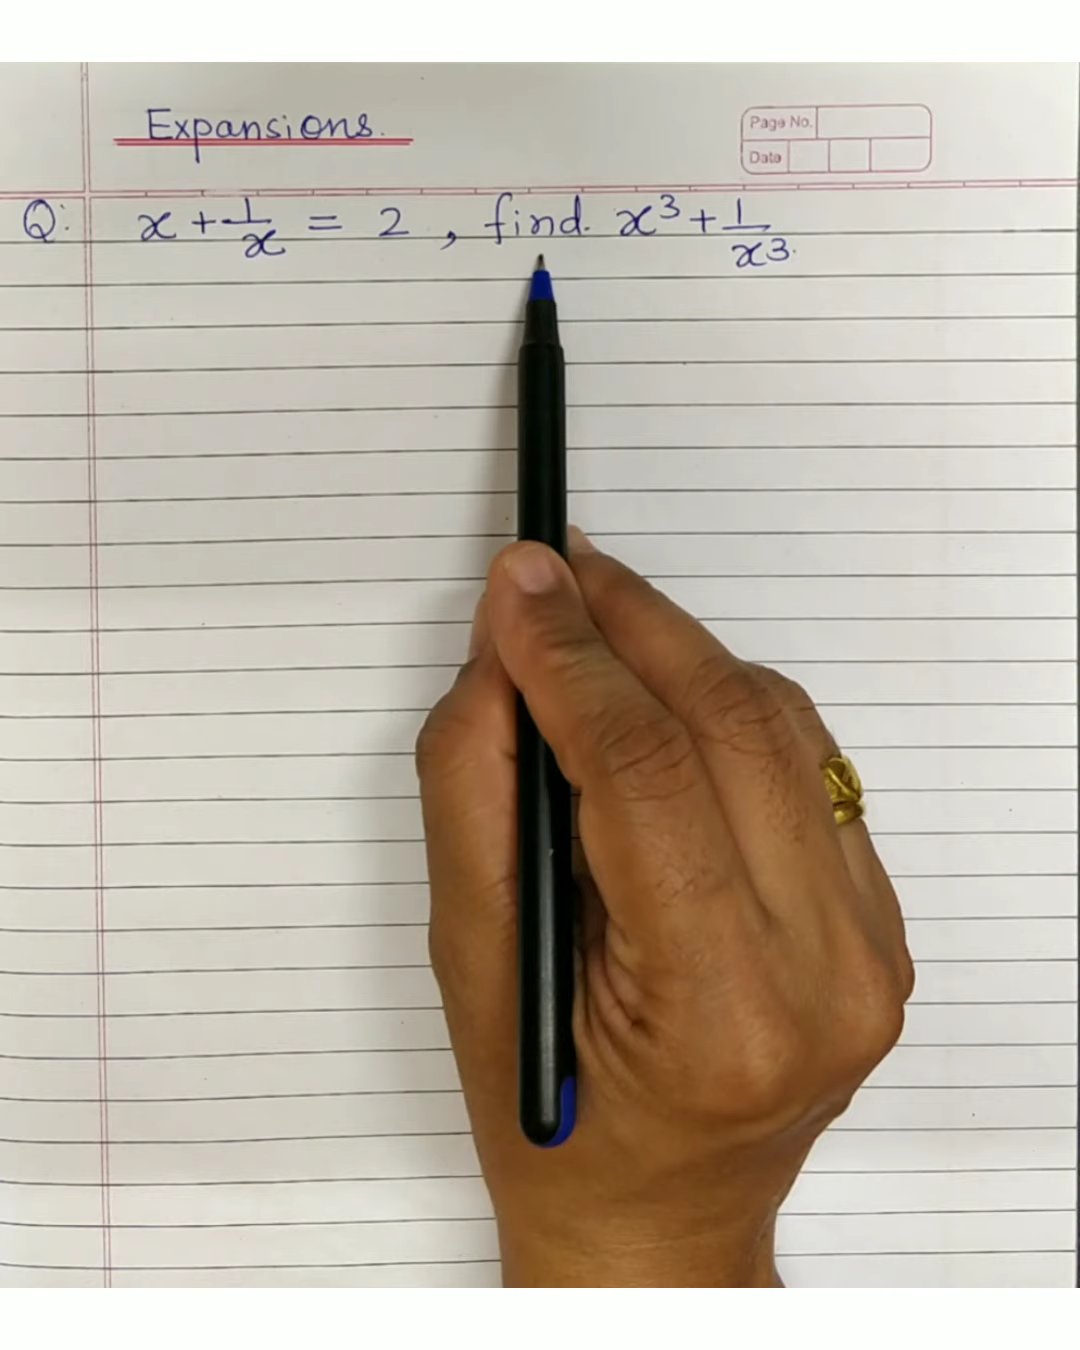 Expansions.
Page No.
Date
Q: x + 1/x = 2 , find. x³ + 1/x³.